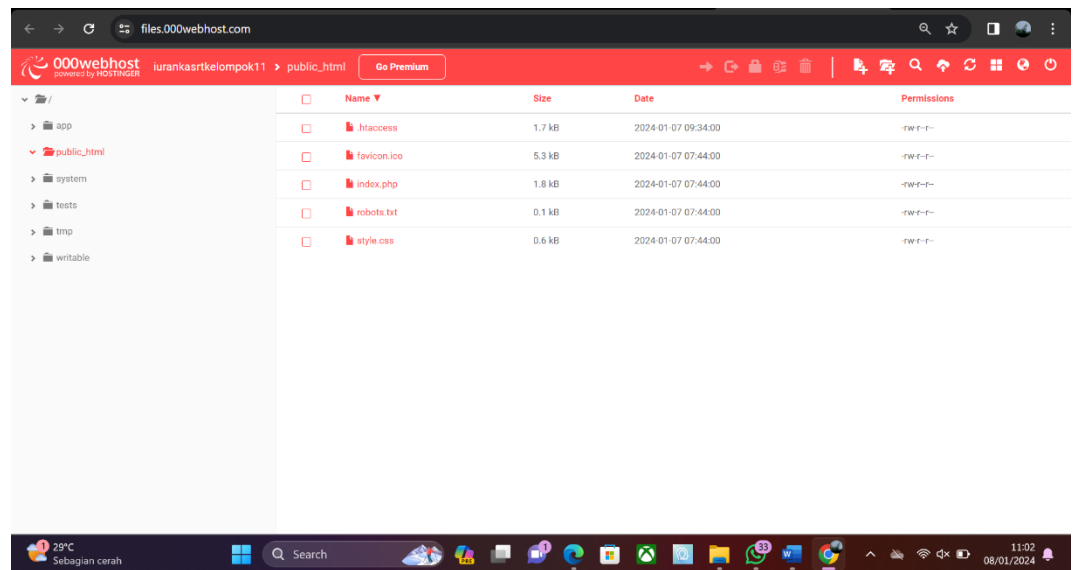 files.000webhost.com
000webhost
powered by HOSTINGER
iurankasrtkelompok11 > public_html
Go Premium
/
app
public_html
system
tests
tmp
writable
Name ▼ Size Date Permissions
.htaccess 1.7 kB 2024-01-07 09:34:00 -rw-r--r--
favicon.ico 5.3 kB 2024-01-07 07:44:00 -rw-r--r--
index.php 1.8 kB 2024-01-07 07:44:00 -rw-r--r--
robots.txt 0.1 kB 2024-01-07 07:44:00 -rw-r--r--
style.css 0.6 kB 2024-01-07 07:44:00 -rw-r--r--
1
29°C
Sebagian cerah
Search
PRE
1
33
11:02
08/01/2024